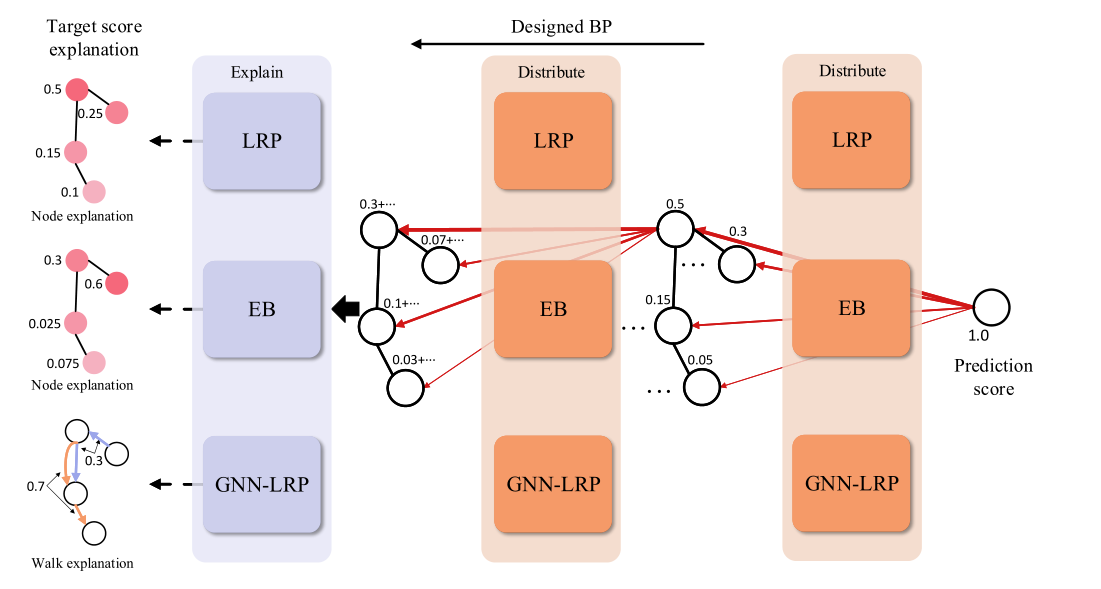 Target score
explanation
Designed BP
Explain
Distribute
Distribute
0.5
0.25
0.15
0.1
Node explanation
LRP
LRP
LRP
0.3+···
0.07+···
0.1+···
0.03+···
0.5
0.3
···
0.15
···
0.05
···
0.3
0.6
0.025
0.075
Node explanation
EB
EB
EB
1.0
Prediction
score
0.3
0.7
Walk explanation
GNN-LRP
GNN-LRP
GNN-LRP